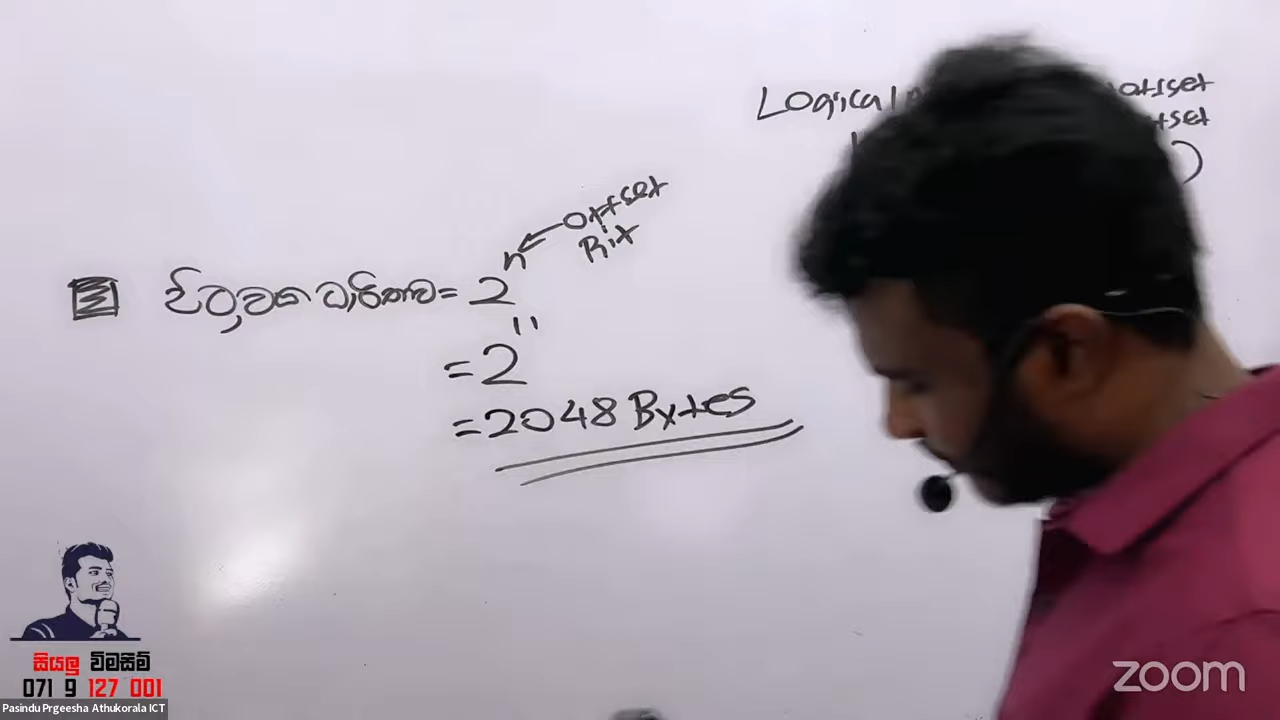 Logical
offset
පිටුවක ධාරිතාව = 2ⁿ ← Offset
Bit
= 2¹¹
= 2048 Bytes
සියලු විමසීම්
071 9 127 001
Pasindu Prgeesha Athukorala ICT
zoom